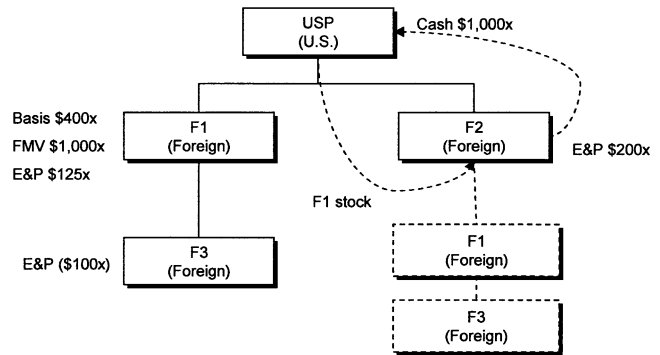 USP
(U.S.)
Cash $1,000x
Basis $400x
FMV $1,000x
E&P $125x
F1
(Foreign)
F2
(Foreign)
E&P $200x
F1 stock
E&P ($100x)
F3
(Foreign)
F1
(Foreign)
F3
(Foreign)